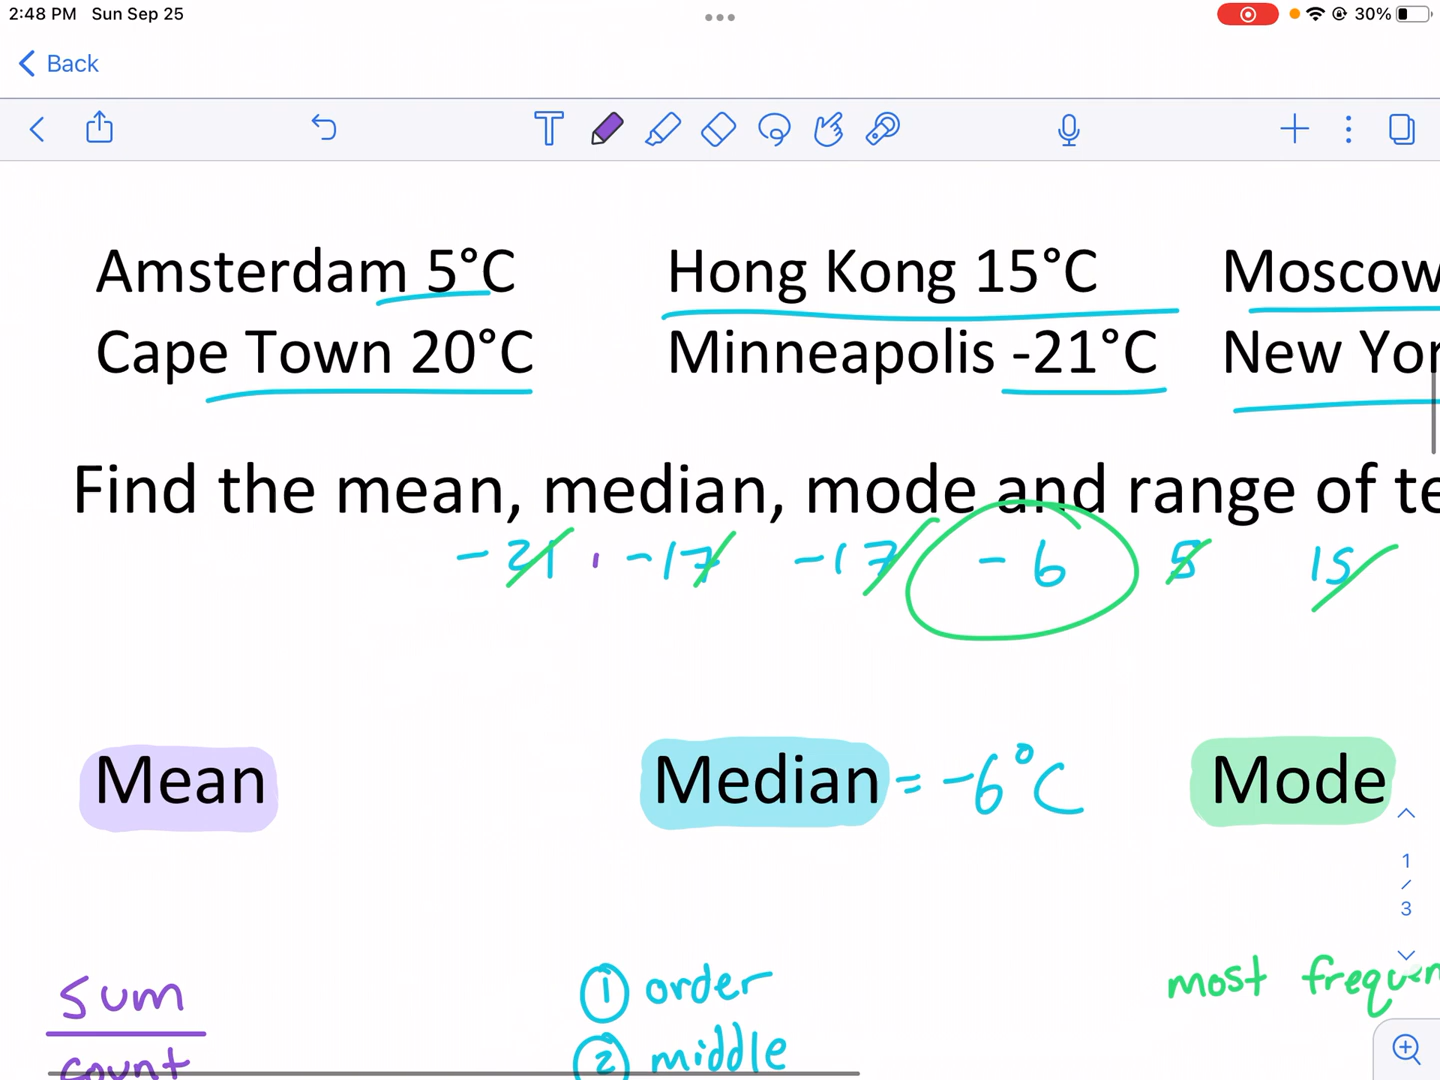 2:48 PM Sun Sep 25
30%
Back
T
Amsterdam 5°C Hong Kong 15°C Moscow
Cape Town 20°C Minneapolis -21°C New Yor
Find the mean, median, mode and range of te
-21 -17 -17 -6 5 15
Mean Median = -6°C Mode
1
/
3
sum
count
① order
② middle
most frequen